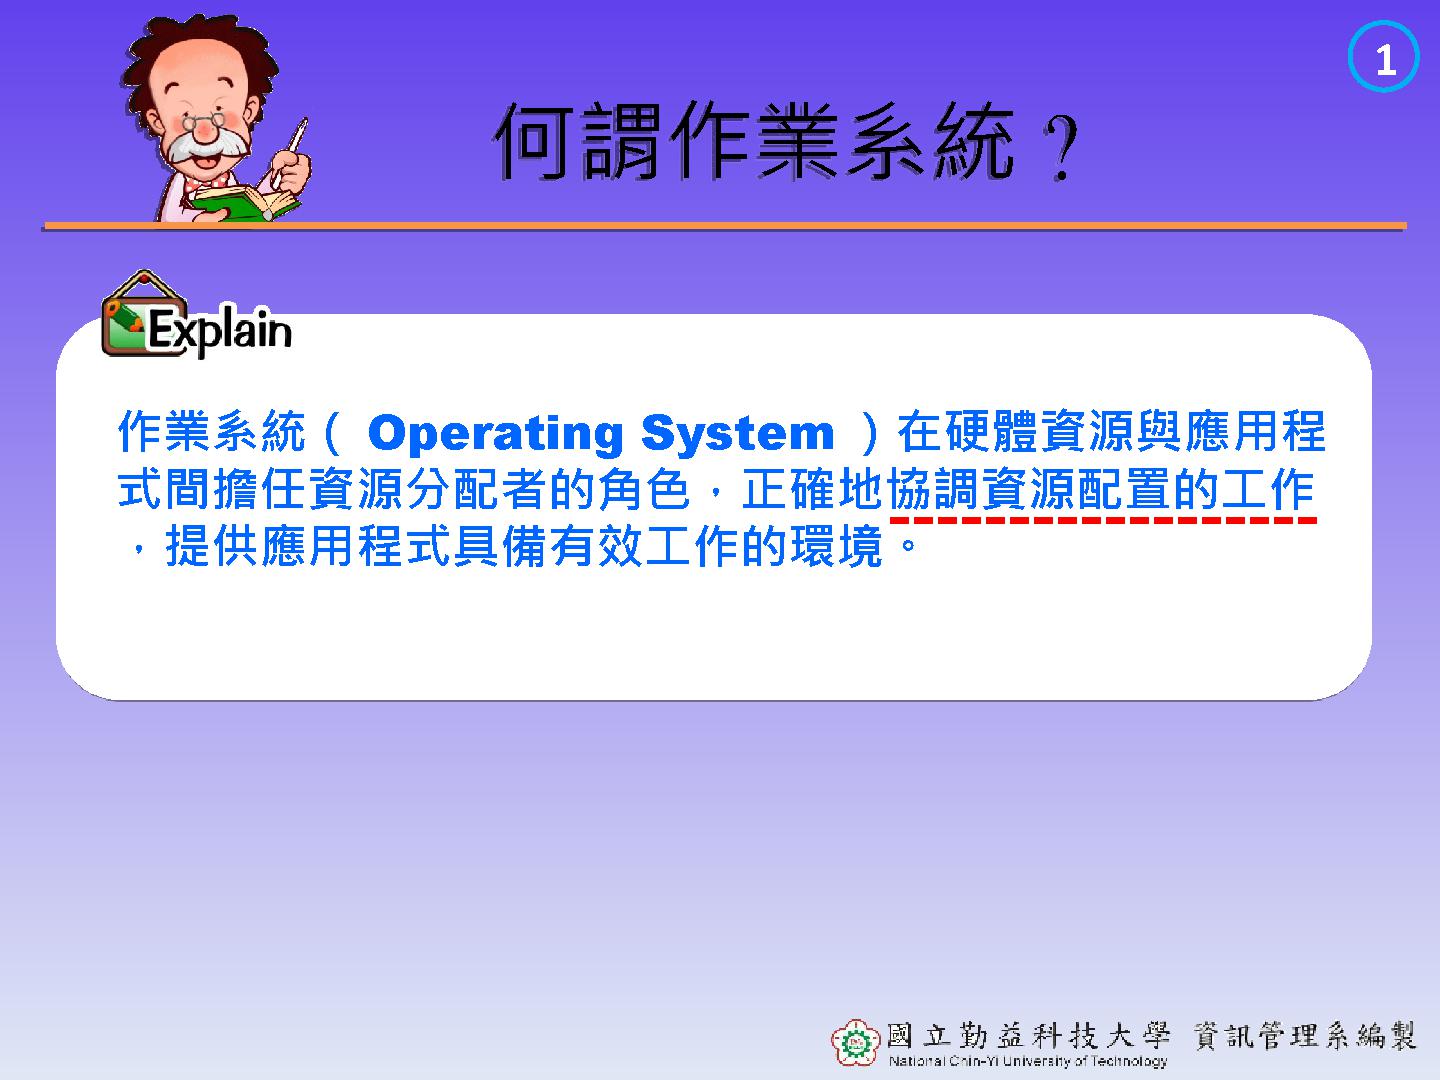 1
何謂作業系統？
Explain
作業系統（Operating System）在硬體資源與應用程
式間擔任資源分配者的角色，正確地協調資源配置的工作
，提供應用程式具備有效工作的環境。
國立勤益科技大學 資訊管理系編製
National Chin-Yi University of Technology